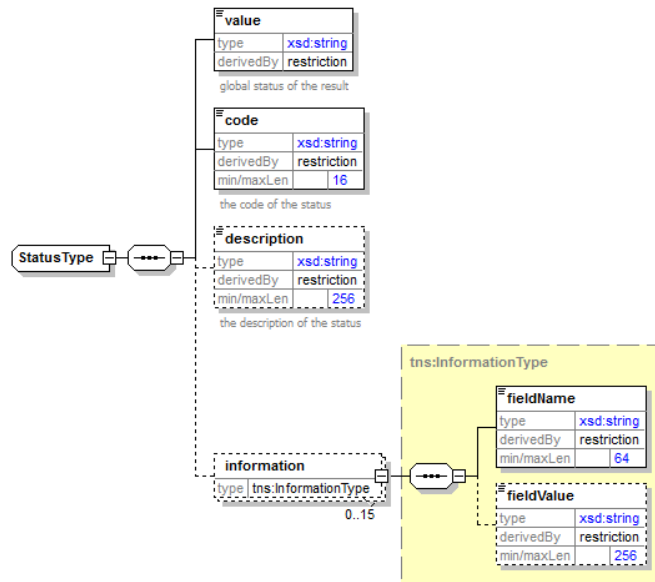 value
type xsd:string
derivedBy restriction
global status of the result
code
type xsd:string
derivedBy restriction
min/maxLen 16
the code of the status
StatusType
description
type xsd:string
derivedBy restriction
min/maxLen 256
the description of the status
tns:InformationType
fieldName
type xsd:string
derivedBy restriction
min/maxLen 64
information
type tns:InformationType
0..15
fieldValue
type xsd:string
derivedBy restriction
min/maxLen 256